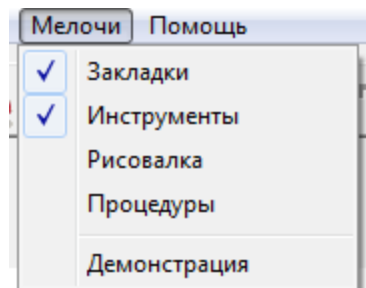 Мелочи Помощь
Закладки
Инструменты
Рисовалка
Процедуры
Демонстрация